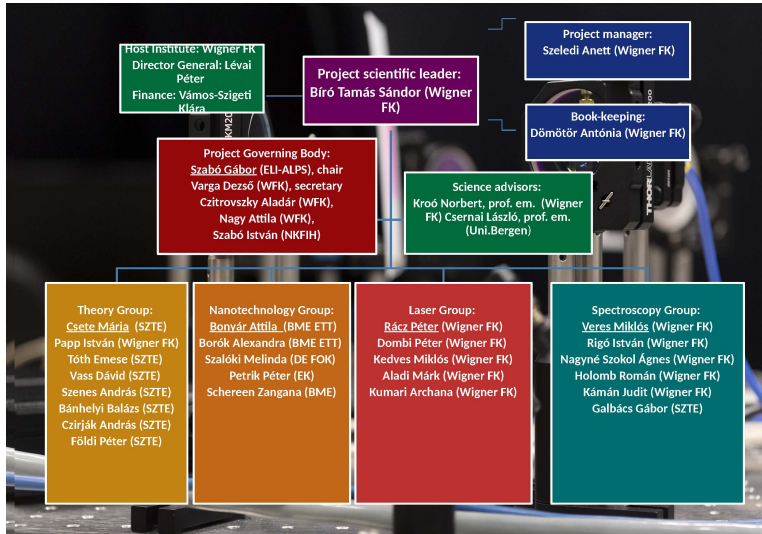 Host Institute: Wigner FK
Director General: Lévai
Péter
Finance: Vámos-Szigeti
Klára
Project scientific leader:
Bíró Tamás Sándor (Wigner
FK)
Project manager:
Szeledi Anett (Wigner FK)
Book-keeping:
Dömötör Antónia (Wigner FK)
KM20
200
THORLAB
Project Governing Body:
Szabó Gábor (ELI-ALPS), chair
Varga Dezső (WFK), secretary
Czitrovszky Aladár (WFK),
Nagy Attila (WFK),
Szabó István (NKFIH)
Science advisors:
Kroó Norbert, prof. em. (Wigner
FK) Csernai László, prof. em.
(Uni.Bergen)
Theory Group:
Csete Mária (SZTE)
Papp István (Wigner FK)
Tóth Emese (SZTE)
Vass Dávid (SZTE)
Szenes András (SZTE)
Bánhelyi Balázs (SZTE)
Czirják András (SZTE)
Földi Péter (SZTE)
Nanotechnology Group:
Bonyár Attila (BME ETT)
Borók Alexandra (BME ETT)
Szalóki Melinda (DE FOK)
Petrik Péter (EK)
Schereen Zangana (BME)
Laser Group:
Rácz Péter (Wigner FK)
Dombi Péter (Wigner FK)
Kedves Miklós (Wigner FK)
Aladi Márk (Wigner FK)
Kumari Archana (Wigner FK)
Spectroscopy Group:
Veres Miklós (Wigner FK)
Rigó István (Wigner FK)
Nagyné Szokol Ágnes (Wigner FK)
Holomb Román (Wigner FK)
Kámán Judit (Wigner FK)
Galbács Gábor (SZTE)